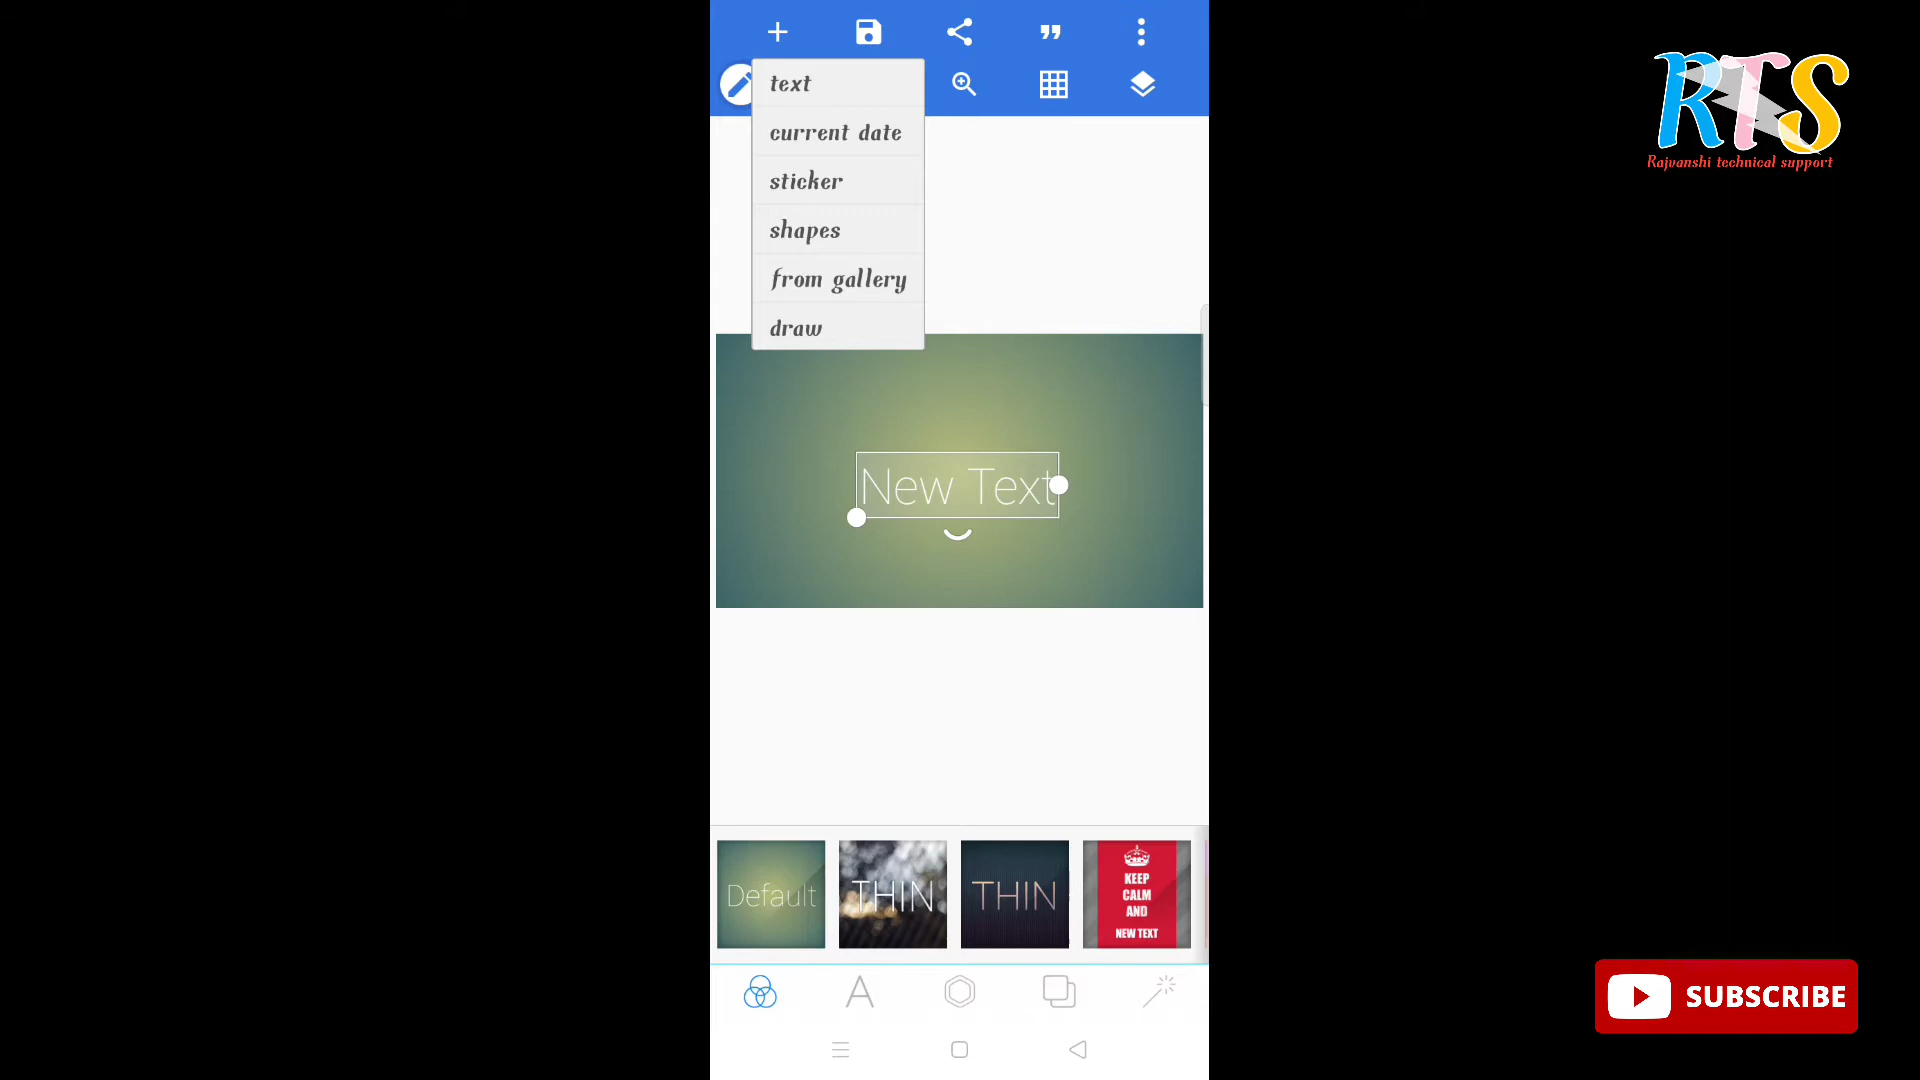 text
current date
sticker
shapes
from gallery
draw
New Text
Default
THIN
THIN
KEEP
CALM
AND
NEW TEXT
RTS
Rajvanshi technical support
SUBSCRIBE